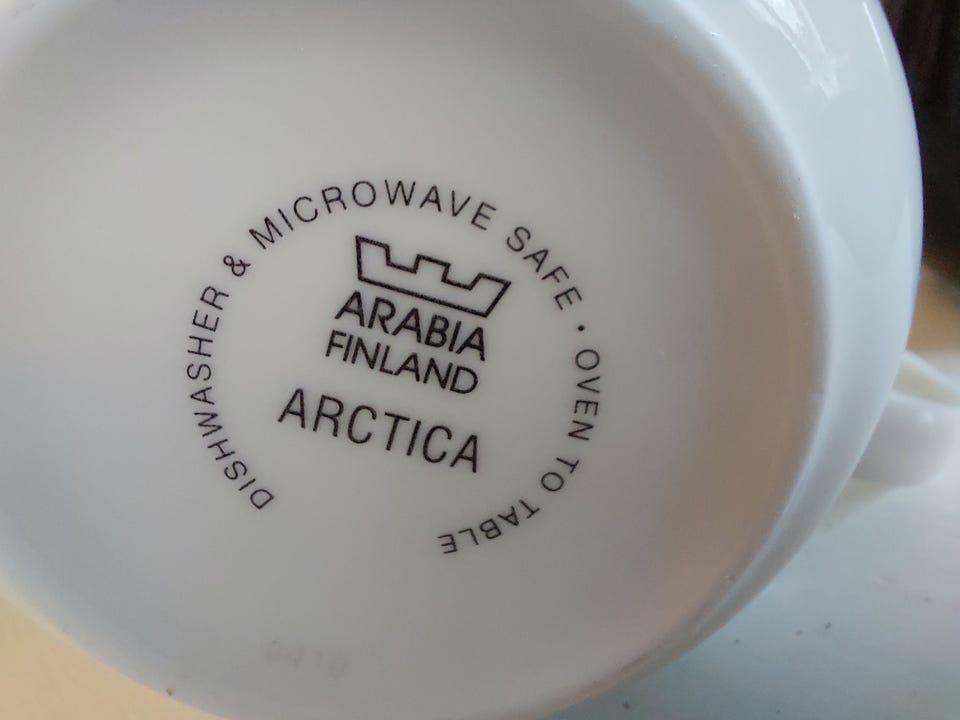 DISHWASHER & MICROWAVE SAFE · OVEN TO TABLE
ARABIA
FINLAND
ARCTICA